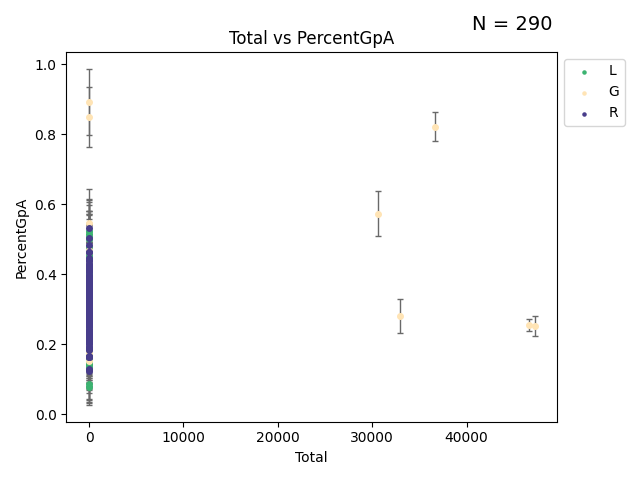 N = 290
Total vs PercentGpA
1.0
0.8
0.6
0.4
0.2
0.0
PercentGpA
0
10000
20000
30000
40000
Total
L
G
R